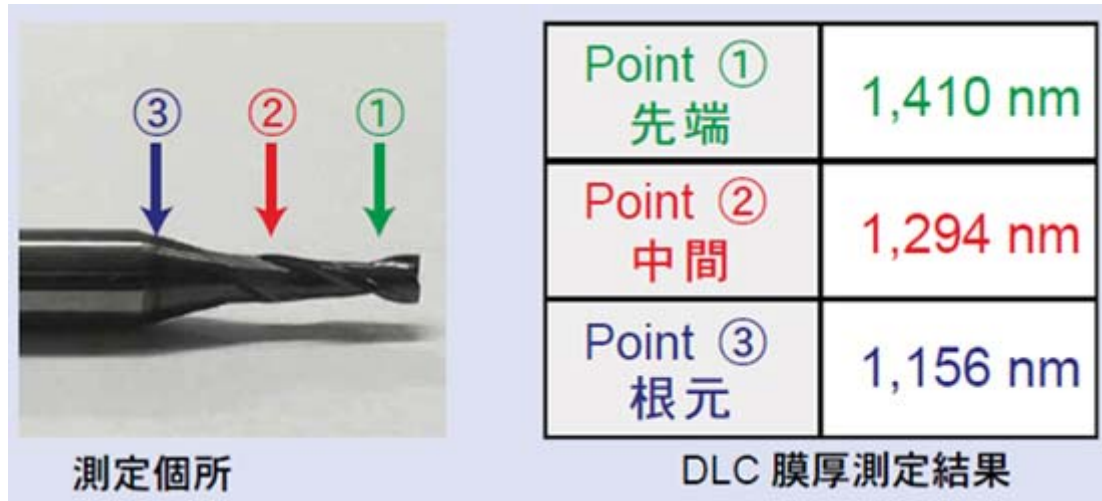 ③ ② ①
測定個所
Point ① 1,410 nm
先端
Point ② 1,294 nm
中間
Point ③ 1,156 nm
根元
DLC 膜厚測定結果